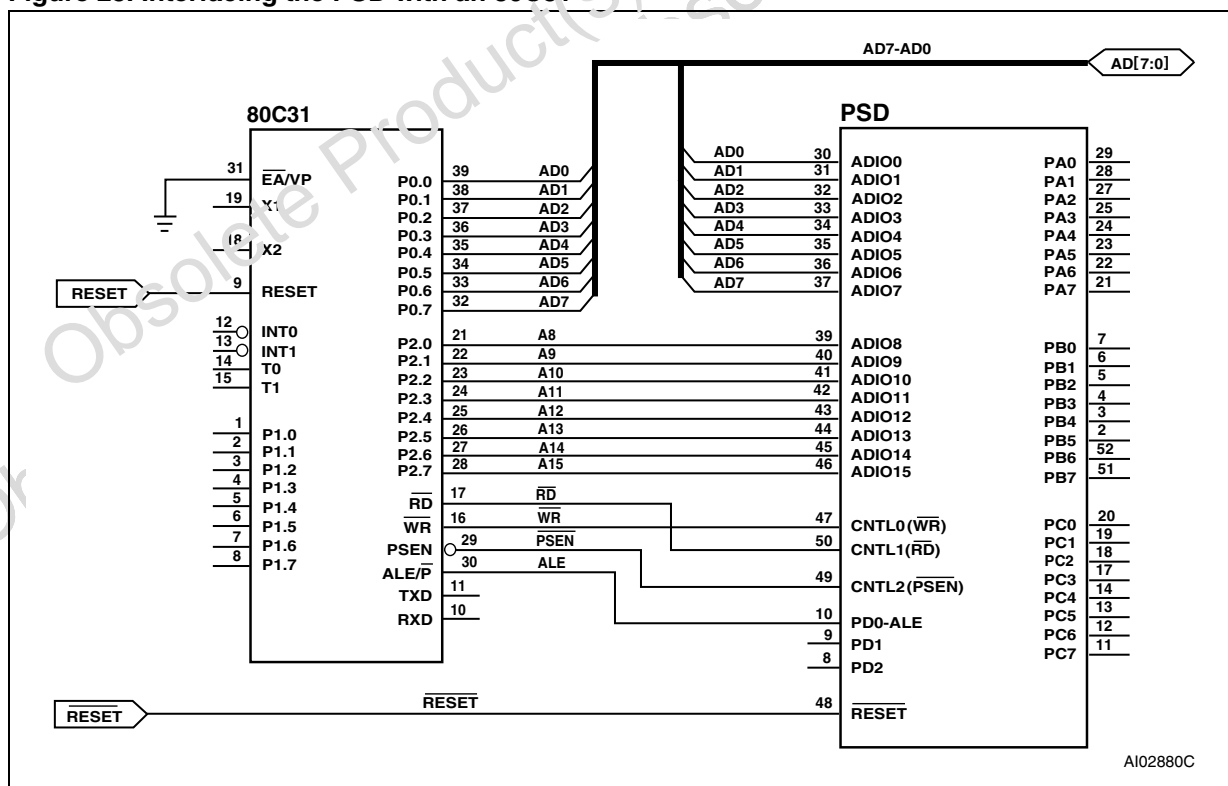 AD7-AD0
AD[7:0]
80C31
PSD
31 EA/VP
19 X1
18 X2
RESET
9 RESET
12 INT0
13 INT1
14 T0
15 T1
1 P1.0
2 P1.1
3 P1.2
4 P1.3
5 P1.4
6 P1.5
7 P1.6
8 P1.7
P0.0 39 AD0
P0.1 38 AD1
P0.2 37 AD2
P0.3 36 AD3
P0.4 35 AD4
P0.5 34 AD5
P0.6 33 AD6
P0.7 32 AD7
P2.0 21 A8
P2.1 22 A9
P2.2 23 A10
P2.3 24 A11
P2.4 25 A12
P2.5 26 A13
P2.6 27 A14
P2.7 28 A15
RD 17 RD
WR 16 WR
PSEN 29 PSEN
ALE/P 30 ALE
TXD 11
RXD 10
AD0 30 ADIO0
AD1 31 ADIO1
AD2 32 ADIO2
AD3 33 ADIO3
AD4 34 ADIO4
AD5 35 ADIO5
AD6 36 ADIO6
AD7 37 ADIO7
39 ADIO8
40 ADIO9
41 ADIO10
42 ADIO11
43 ADIO12
44 ADIO13
45 ADIO14
46 ADIO15
47 CNTL0(WR)
50 CNTL1(RD)
49 CNTL2(PSEN)
10 PD0-ALE
9 PD1
8 PD2
48 RESET
PA0 29
PA1 28
PA2 27
PA3 25
PA4 24
PA5 23
PA6 22
PA7 21
PB0 7
PB1 6
PB2 5
PB3 4
PB4 3
PB5 2
PB6 52
PB7 51
PC0 20
PC1 19
PC2 18
PC3 17
PC4 14
PC5 13
PC6 12
PC7 11
RESET
RESET
AI02880C
Obsolete Product(s)